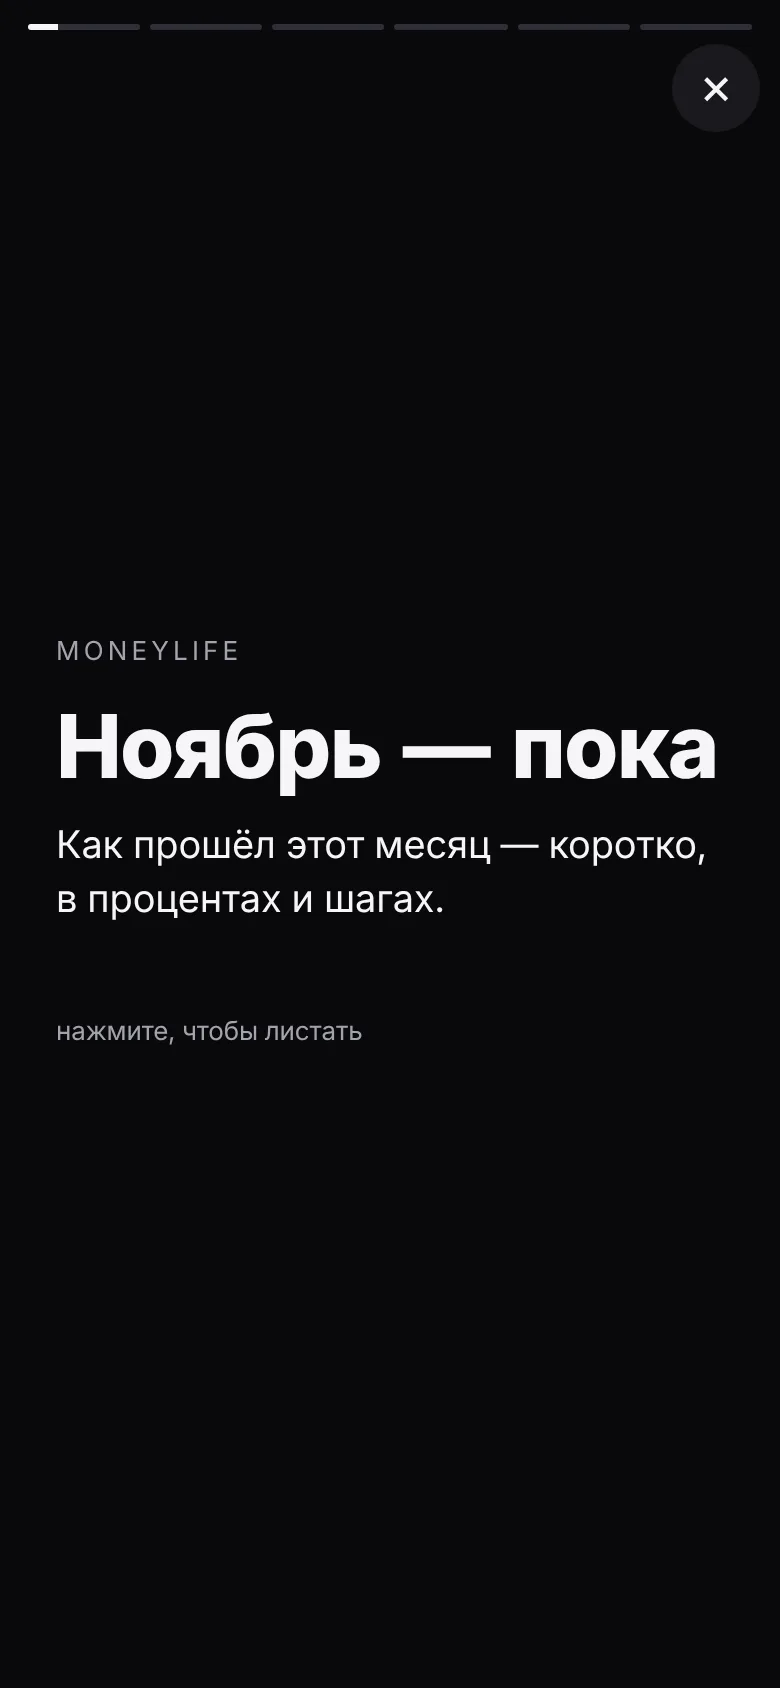 MONEYLIFE
Ноябрь — пока
Как прошёл этот месяц — коротко,
в процентах и шагах.
нажмите, чтобы листать